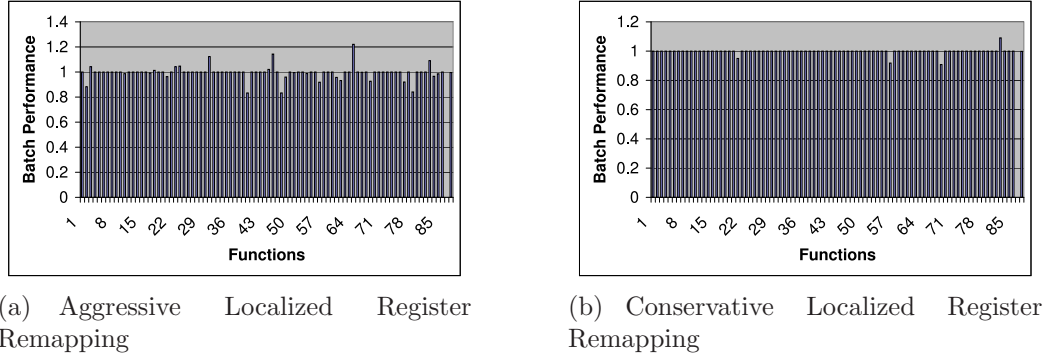 1.4
1.2
1
0.8
0.6
0.4
0.2
0
Batch Performance
1 8 15 22 29 36 43 50 57 64 71 78 85
Functions
(a) Aggressive Localized Register
Remapping
1.2
1
0.8
0.6
0.4
0.2
0
Batch Performance
1 8 15 22 29 36 43 50 57 64 71 78 85
Functions
(b) Conservative Localized Register
Remapping